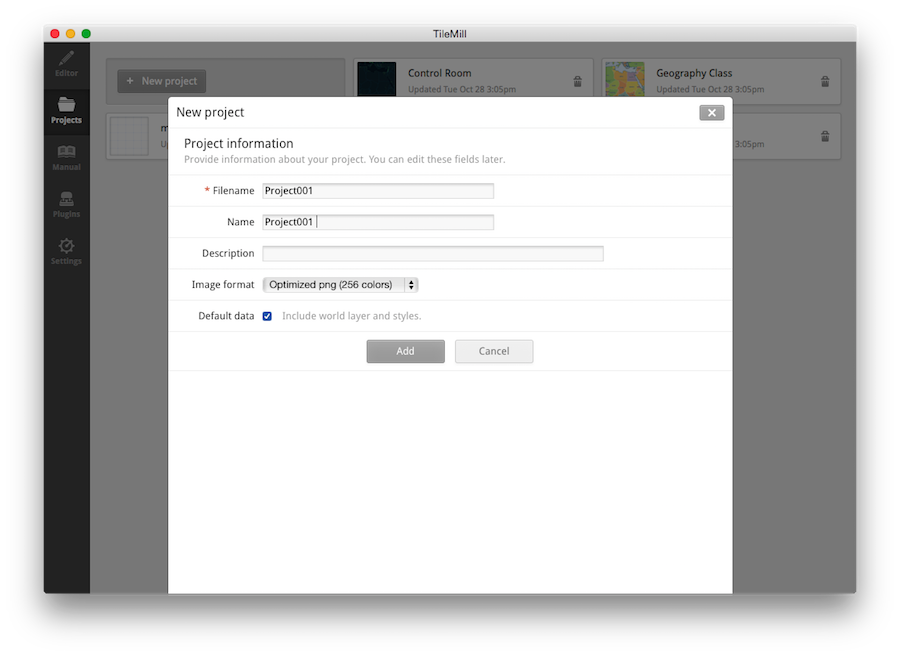 TileMill
Editor
Projects
Manual
Plugins
Settings
+ New project
Control Room
Updated Tue Oct 28 3:05pm
Geography Class
Updated Tue Oct 28 3:05pm
3:05pm
New project
Project information
Provide information about your project. You can edit these fields later.
* Filename Project001
Name Project001
Description
Image format Optimized png (256 colors)
Default data Include world layer and styles.
Add Cancel